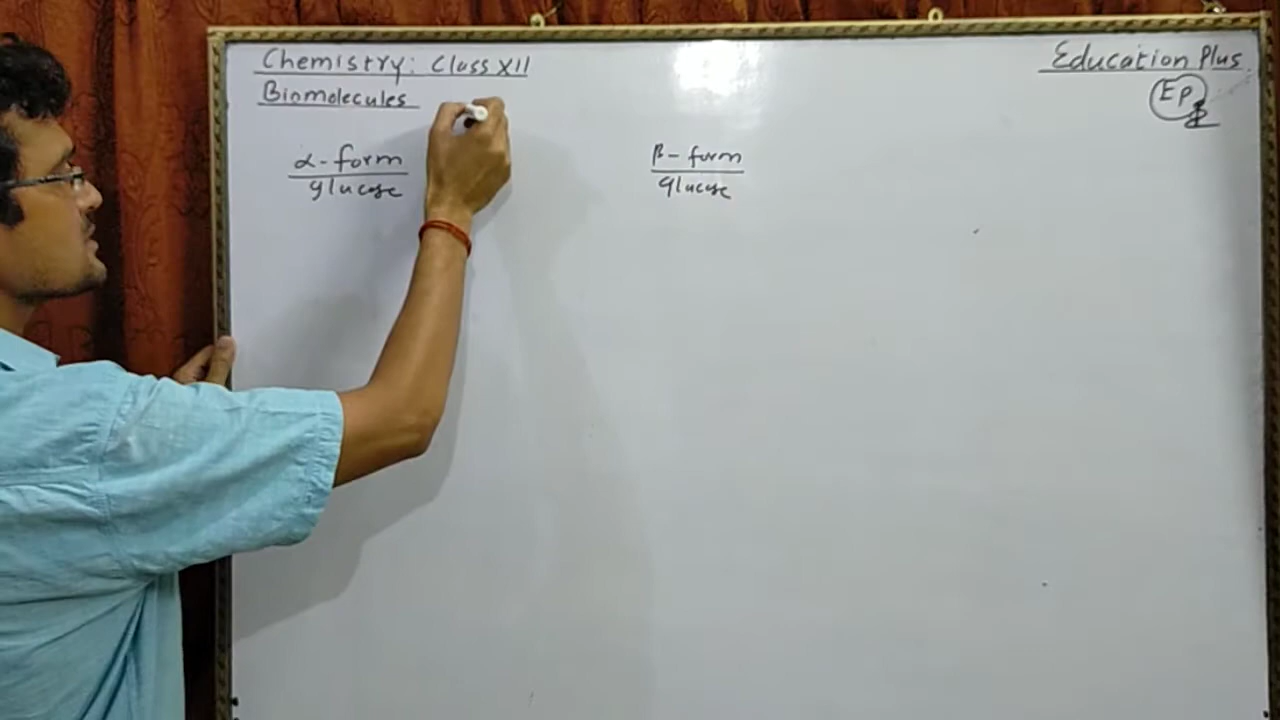 Chemistry: Class XII
Education Plus
EP
Biomolecules
α-form
glucose
β-form
glucose